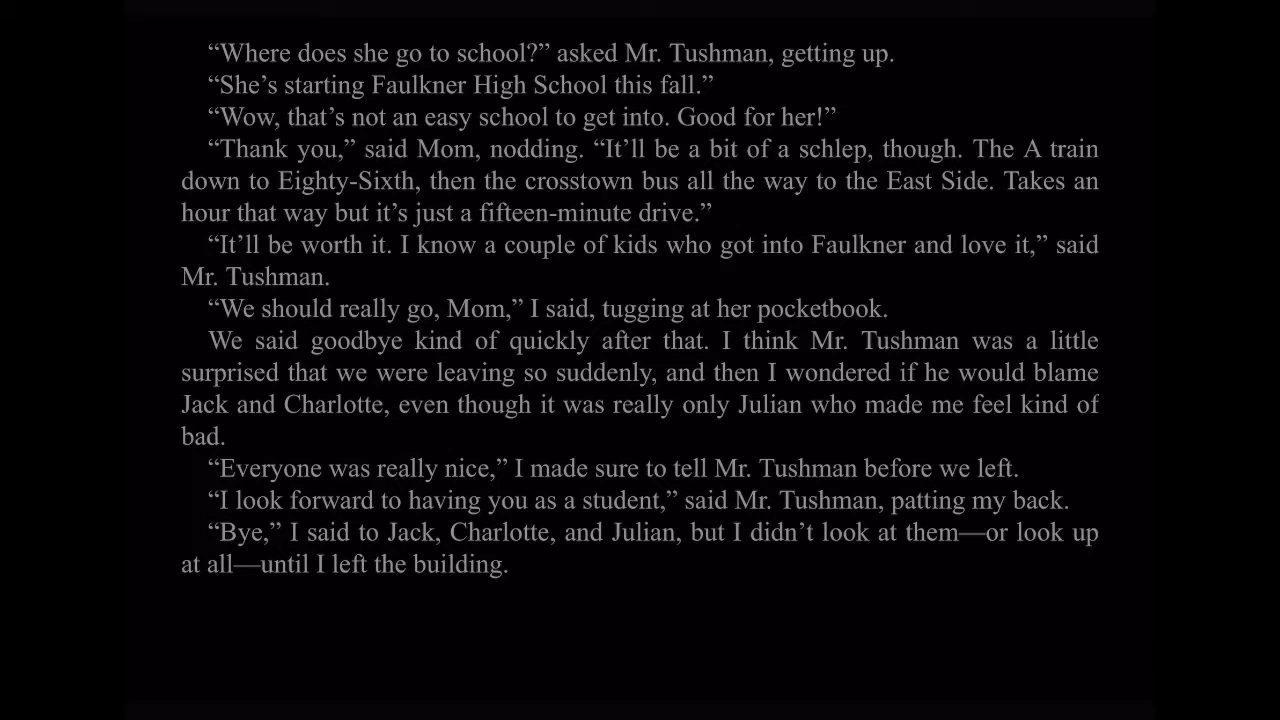 “Where does she go to school?” asked Mr. Tushman, getting up.
“She’s starting Faulkner High School this fall.”
“Wow, that’s not an easy school to get into. Good for her!”
“Thank you,” said Mom, nodding. “It’ll be a bit of a schlep, though. The A train
down to Eighty-Sixth, then the crosstown bus all the way to the East Side. Takes an
hour that way but it’s just a fifteen-minute drive.”
“It’ll be worth it. I know a couple of kids who got into Faulkner and love it,” said
Mr. Tushman.
“We should really go, Mom,” I said, tugging at her pocketbook.
We said goodbye kind of quickly after that. I think Mr. Tushman was a little
surprised that we were leaving so suddenly, and then I wondered if he would blame
Jack and Charlotte, even though it was really only Julian who made me feel kind of
bad.
“Everyone was really nice,” I made sure to tell Mr. Tushman before we left.
“I look forward to having you as a student,” said Mr. Tushman, patting my back.
“Bye,” I said to Jack, Charlotte, and Julian, but I didn’t look at them—or look up
at all—until I left the building.